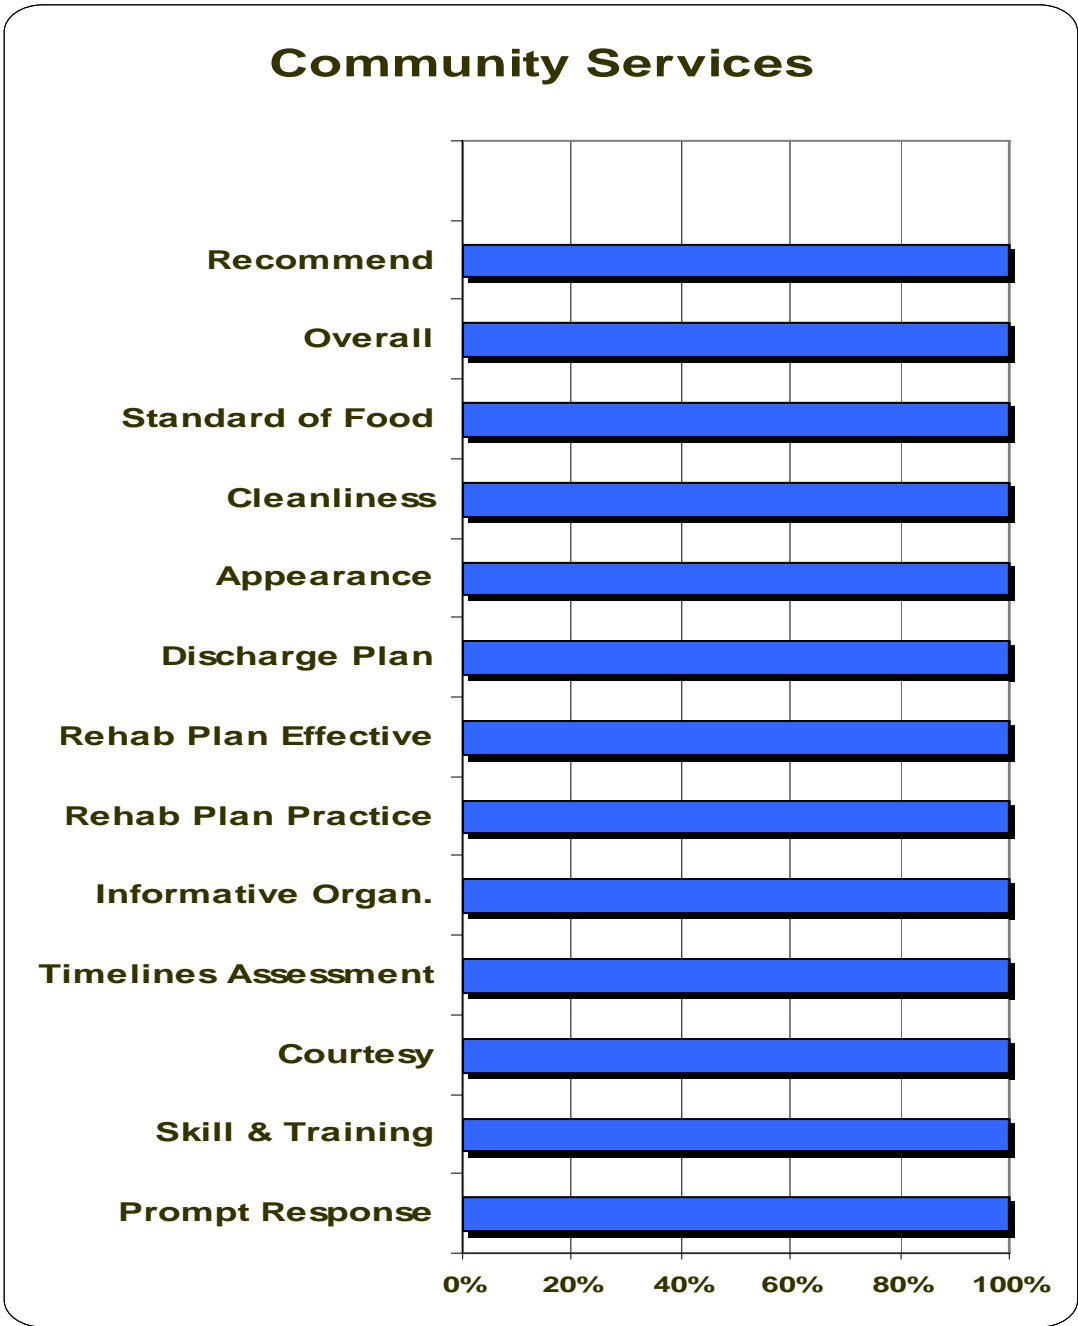 Community Services
Recommend
Overall
Standard of Food
Cleanliness
Appearance
Discharge Plan
Rehab Plan Effective
Rehab Plan Practice
Informative Organ.
Timelines Assessment
Courtesy
Skill & Training
Prompt Response
0% 20% 40% 60% 80% 100%